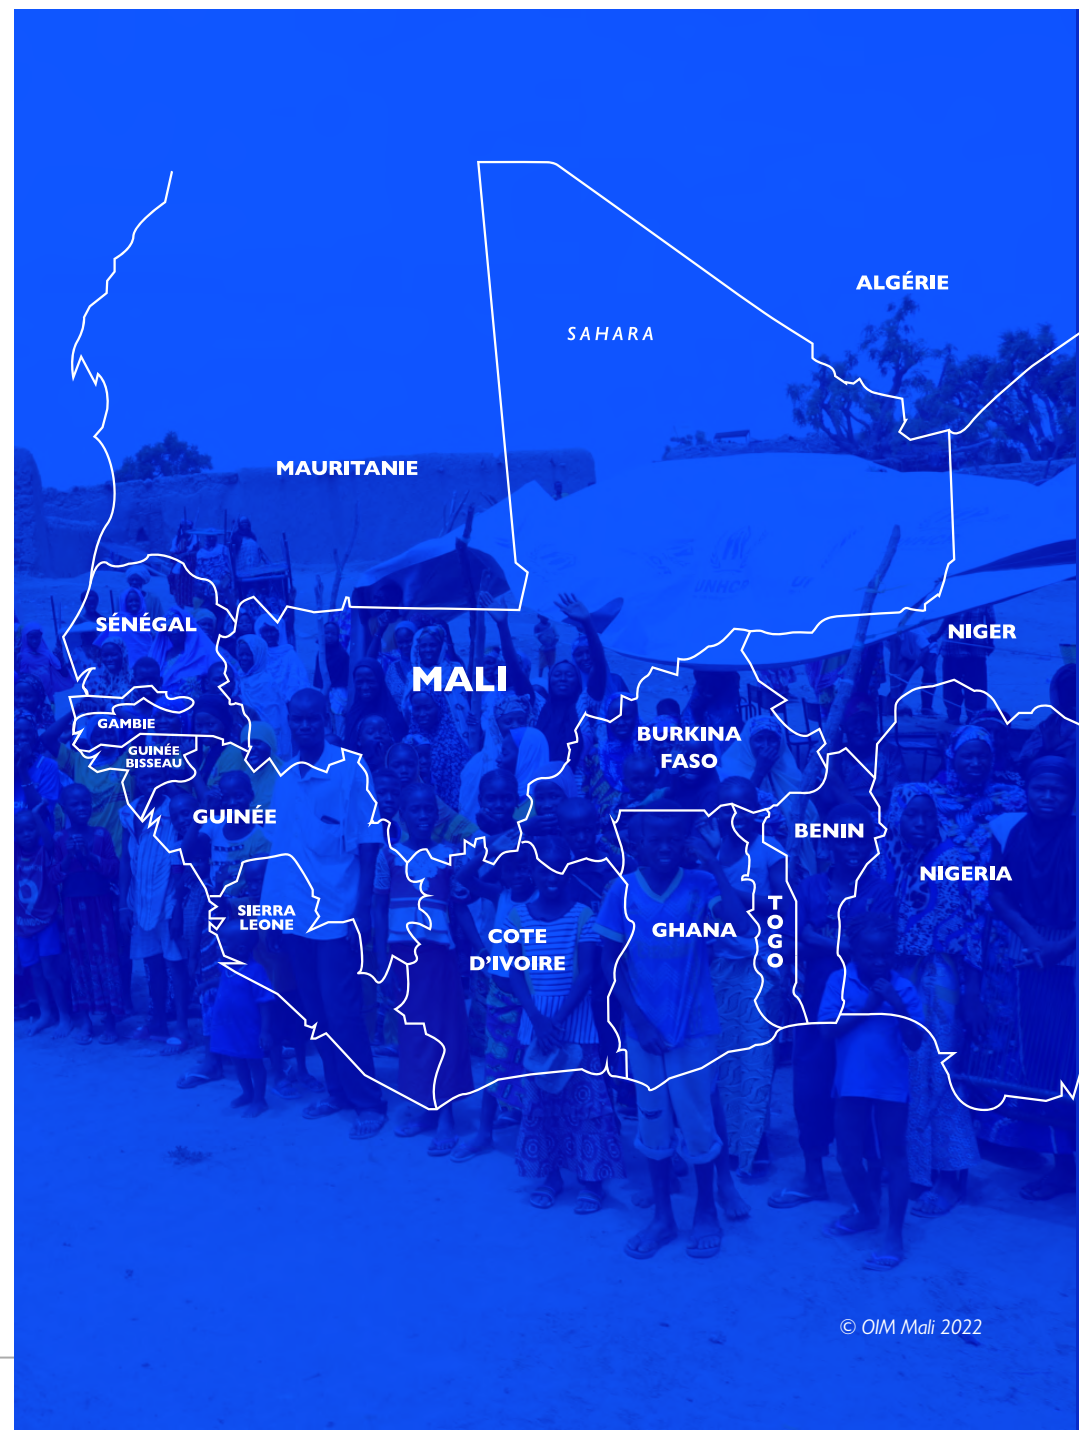 ALGÉRIE
SAHARA
MAURITANIE
SÉNÉGAL
NIGER
MALI
GAMBIE
BURKINA
FASO
GUINÉE
BISSEAU
GUINÉE
BENIN
NIGERIA
SIERRA
LEONE
COTE
D'IVOIRE
GHANA
TOGO
UNHCR
© OIM Mali 2022